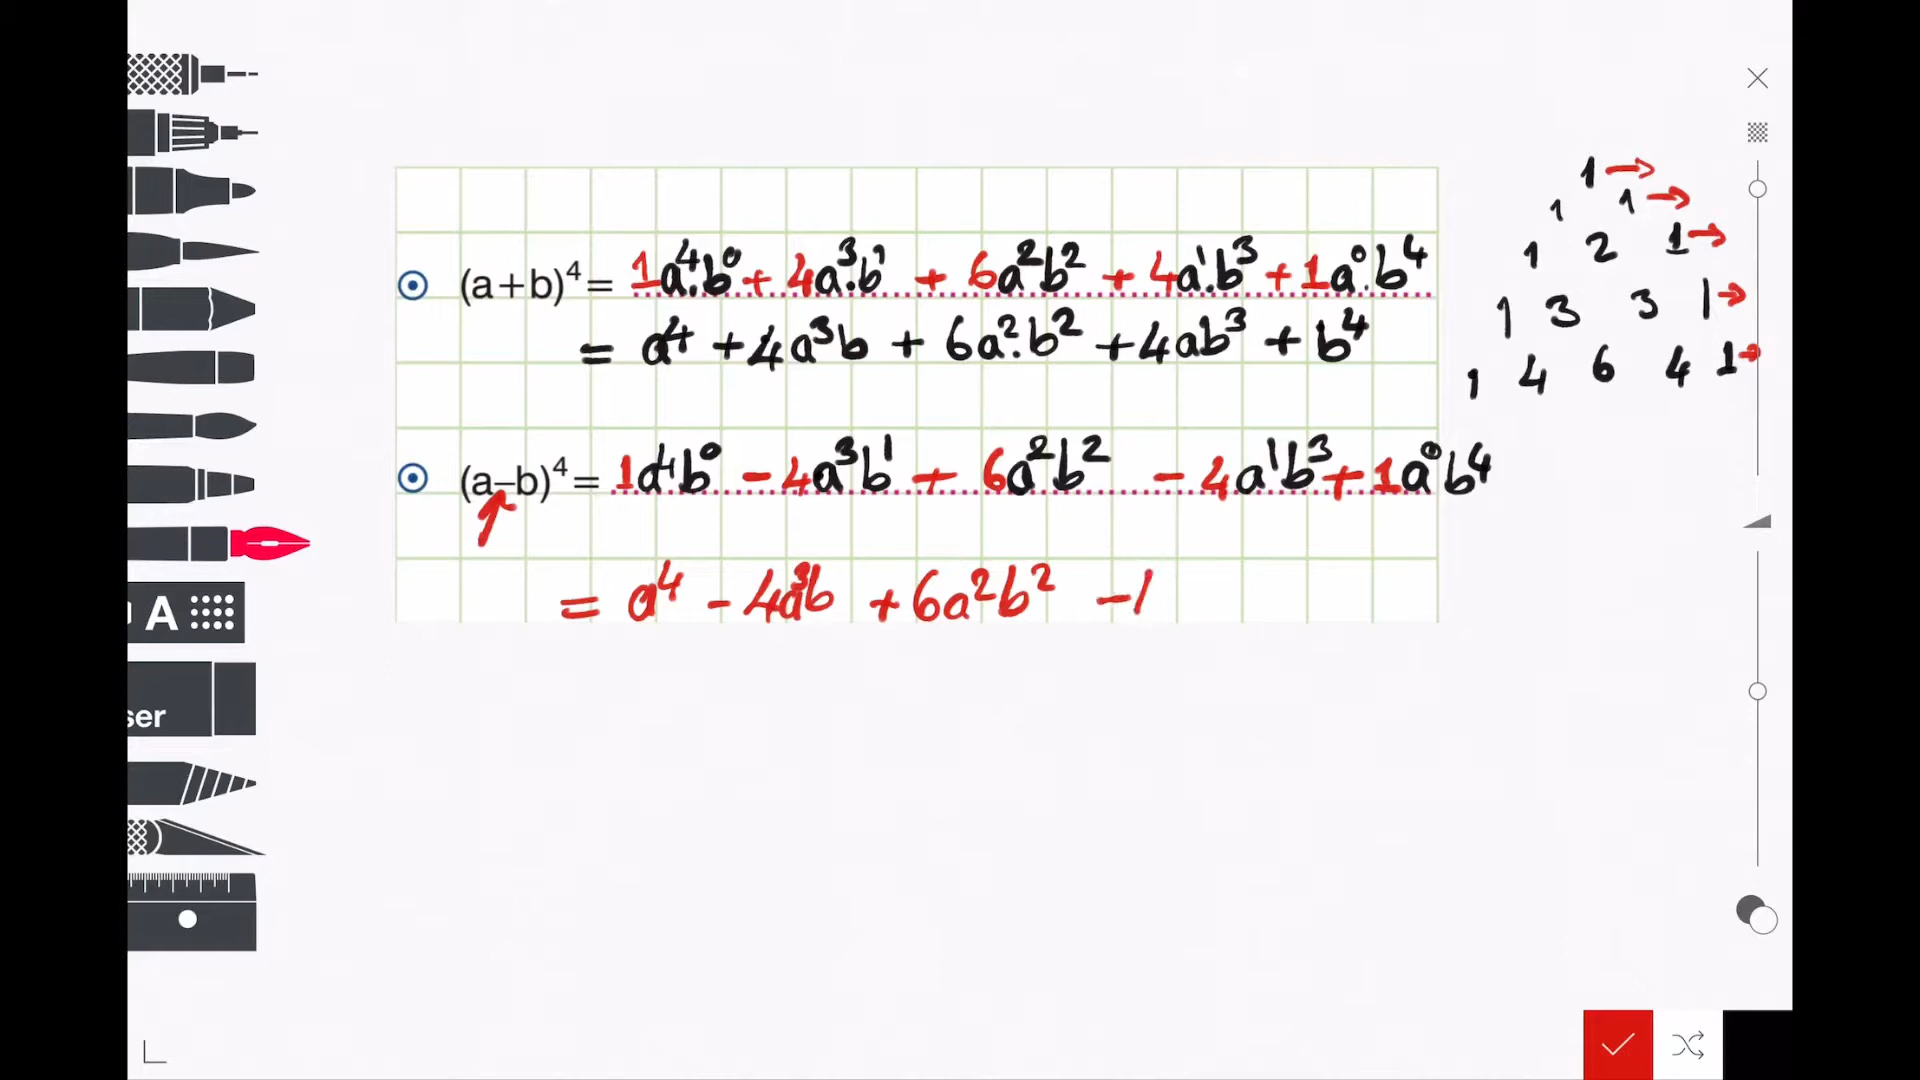 (a+b)⁴= 1a⁴.b⁰+ 4a³.b¹ + 6a²b² + 4a¹.b³ + 1a⁰.b⁴
= a⁴ +4a³b + 6a².b² +4ab³ + b⁴
(a–b)⁴= 1a⁴b⁰ - 4a³b¹ + 6a²b² - 4a¹b³ + 1a⁰b⁴
= a⁴ - 4a³b + 6a²b² -
1 →
1 1 →
1 2 1 →
1 3 3 1 →
1 4 6 4 1 →
A
ser